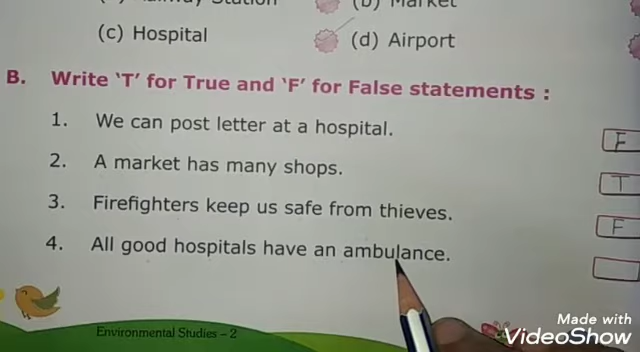 (b) Market
(c) Hospital (d) Airport
B. Write ‘T’ for True and ‘F’ for False statements :
1. We can post letter at a hospital. F
2. A market has many shops. T
3. Firefighters keep us safe from thieves. F
4. All good hospitals have an ambulance.
Environmental Studies – 2
Made with
VideoShow